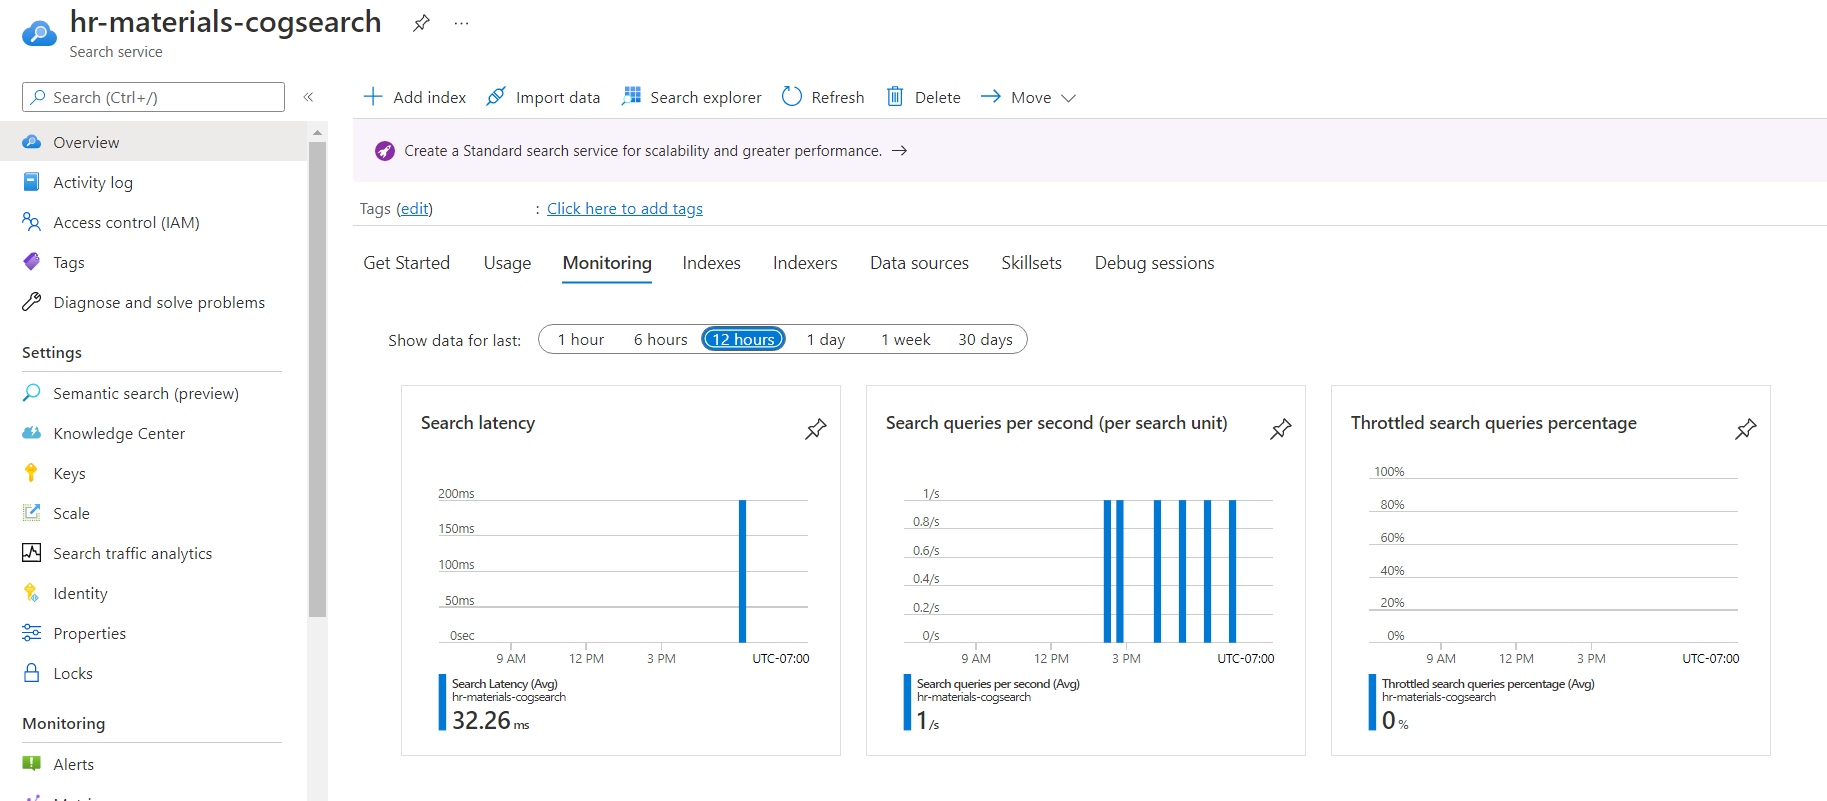 hr-materials-cogsearch
...
Search service
Search (Ctrl+/)
«
Overview
Activity log
Access control (IAM)
Tags
Diagnose and solve problems
Settings
Semantic search (preview)
Knowledge Center
Keys
Scale
Search traffic analytics
Identity
Properties
Locks
Monitoring
Alerts
Add index
Import data
Search explorer
Refresh
Delete
Move
Create a Standard search service for scalability and greater performance. →
Tags (edit) : Click here to add tags
Get Started Usage Monitoring Indexes Indexers Data sources Skillsets Debug sessions
Show data for last: 1 hour 6 hours 12 hours 1 day 1 week 30 days
Search latency
200ms
150ms
100ms
50ms
0sec
9 AM 12 PM 3 PM UTC-07:00
Search Latency (Avg)
hr-materials-cogsearch
32.26 ms
Search queries per second (per search unit)
1/s
0.8/s
0.6/s
0.4/s
0.2/s
0/s
9 AM 12 PM 3 PM UTC-07:00
Search queries per second (Avg)
hr-materials-cogsearch
1/s
Throttled search queries percentage
100%
80%
60%
40%
20%
0%
9 AM 12 PM 3 PM UTC-07:00
Throttled search queries percentage (Avg)
hr-materials-cogsearch
0 %